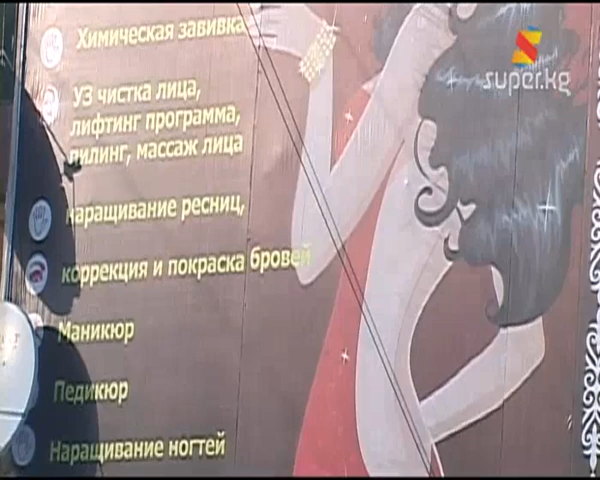 super.kg
Химическая завивка
УЗ чистка лица,
лифтинг программа,
пилинг, массаж лица
наращивание ресниц,
коррекция и покраска бровей
Маникюр
Педикюр
Наращивание ногтей